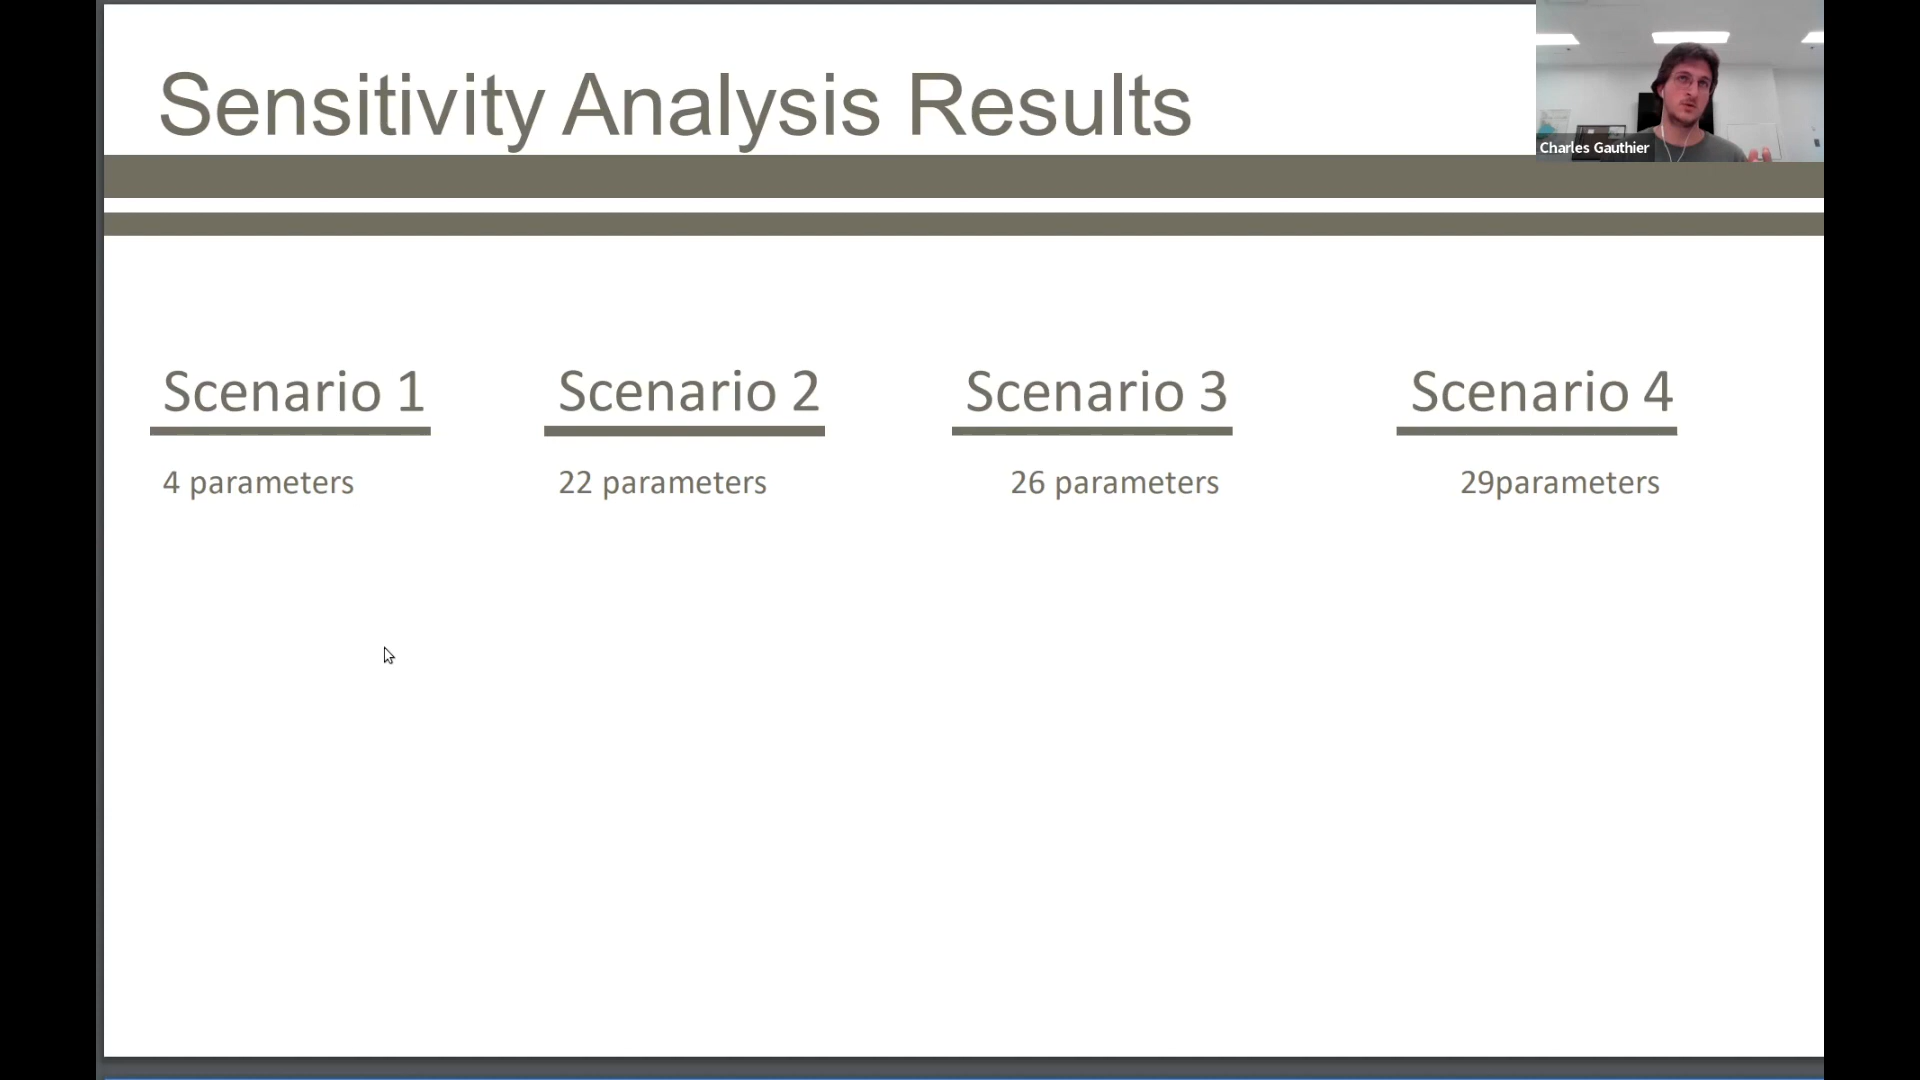 Sensitivity Analysis Results
Charles Gauthier
Scenario 1
Scenario 2
Scenario 3
Scenario 4
4 parameters
22 parameters
26 parameters
29parameters